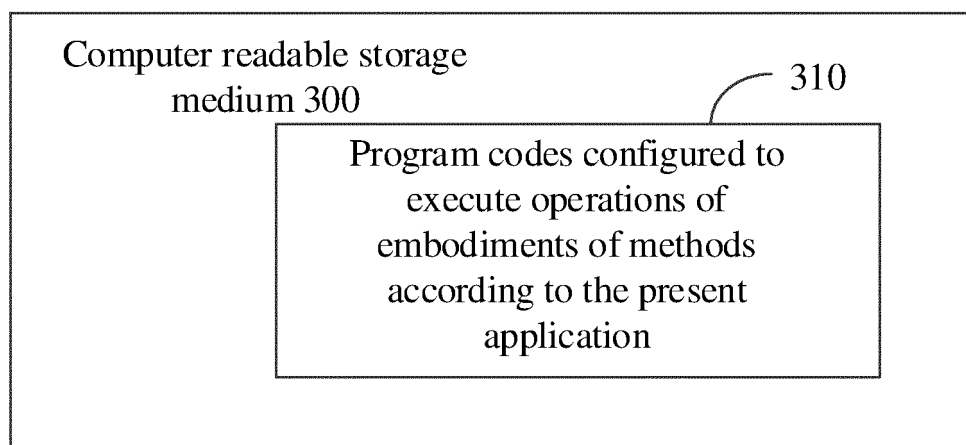 Computer readable storage
medium 300
310
Program codes configured to
execute operations of
embodiments of methods
according to the present
application